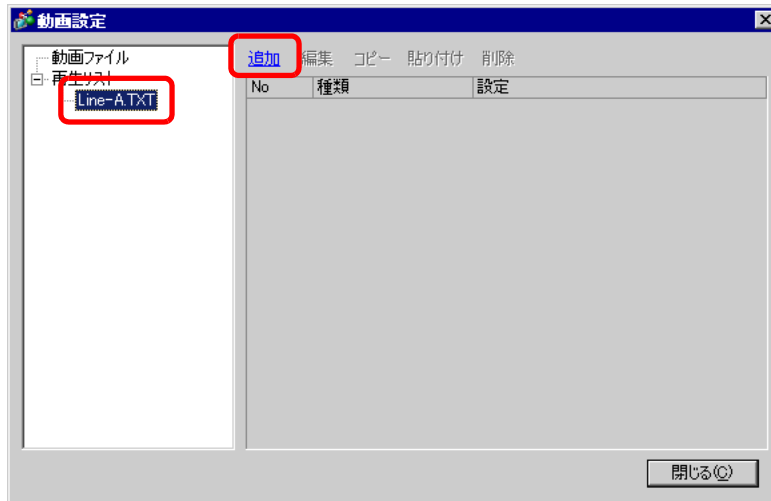 動画設定
動画ファイル
再生リスト
Line-A.TXT
追加 編集 コピー 貼り付け 削除
No 種類 設定
閉じる(C)